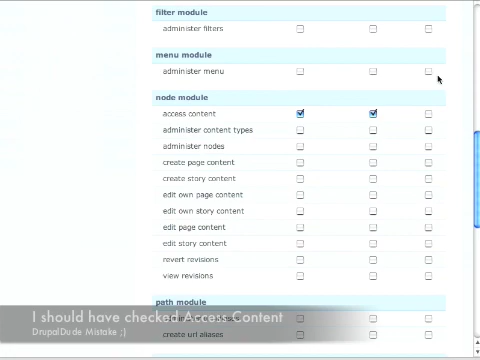 filter module
administer filters
menu module
administer menu
node module
access content
administer content types
administer nodes
create page content
create story content
edit own page content
edit own story content
edit page content
edit story content
revert revisions
view revisions
path module
I should have checked Access Content
DrupalDude Mistake ;)
create url aliases